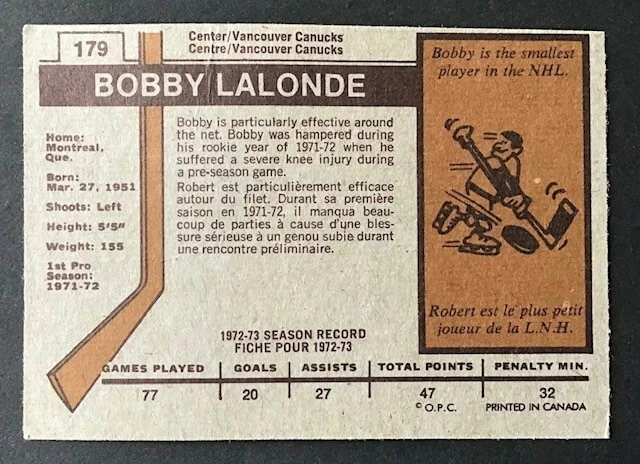 179
Center/Vancouver Canucks
Centre/Vancouver Canucks
BOBBY LALONDE
Home:
Montreal,
Que.
Born:
Mar. 27, 1951
Shoots: Left
Height: 5'5"
Weight: 155
1st Pro
Season:
1971-72
Bobby is particularly effective around
the net. Bobby was hampered during
his rookie year of 1971-72 when he
suffered a severe knee injury during
a pre-season game.
Robert est particulièrement efficace
autour du filet. Durant sa première
saison en 1971-72, il manqua beau-
coup de parties à cause d'une bles-
sure sérieuse à un genou subie durant
une rencontre préliminaire.
Bobby is the smallest
player in the NHL.
Robert est le plus petit
joueur de la L.N.H.
1972-73 SEASON RECORD
FICHE POUR 1972-73
GAMES PLAYED GOALS ASSISTS TOTAL POINTS PENALTY MIN.
77 20 27 47 32
© O.P.C. PRINTED IN CANADA